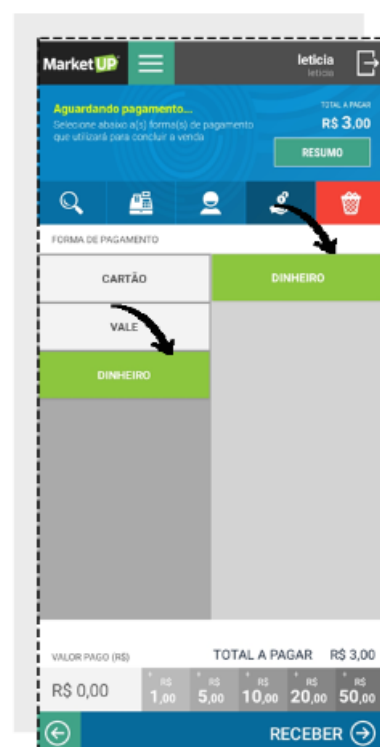 MarketUP
leticia
leticia
Aguardando pagamento...
Selecione abaixo a(s) forma(s) de pagamento
que utilizará para concluir a venda
TOTAL A PAGAR
R$ 3,00
RESUMO
FORMA DE PAGAMENTO
CARTÃO
DINHEIRO
VALE
DINHEIRO
VALOR PAGO (R$)
TOTAL A PAGAR R$ 3,00
R$ 0,00
+ R$ 1,00
+ R$ 5,00
+ R$ 10,00
+ R$ 20,00
+ R$ 50,00
RECEBER